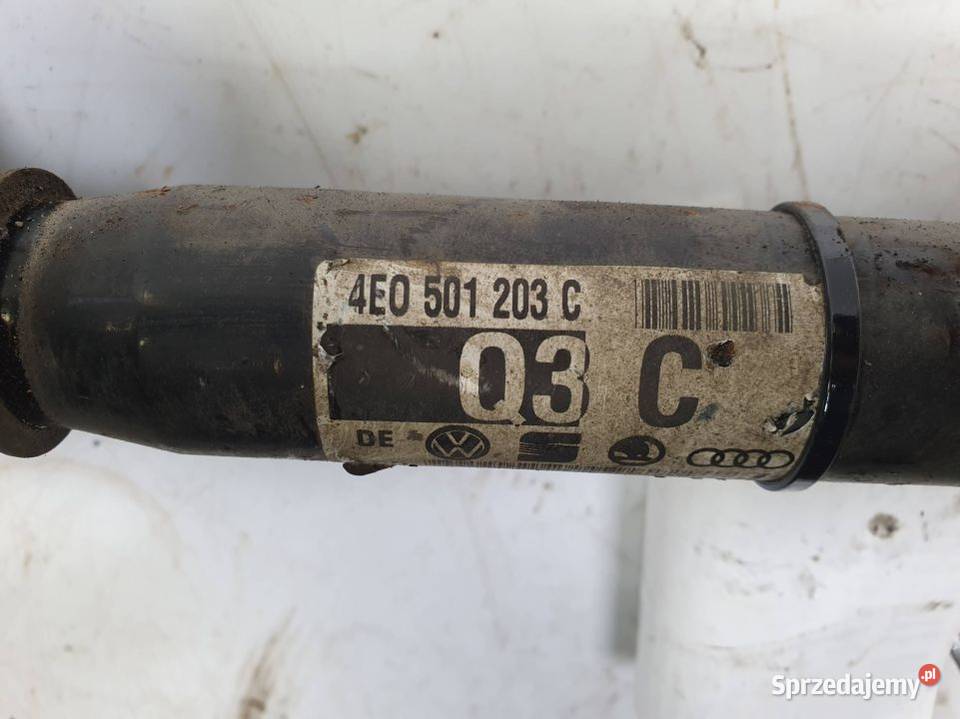 4E0 501 203 C
Q3 C
DE
Sprzedajemy.pl